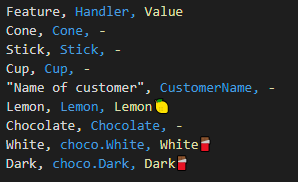 Feature, Handler, Value
Cone, Cone, -
Stick, Stick, -
Cup, Cup, -
"Name of customer", CustomerName, -
Lemon, Lemon, Lemon🍋
Chocolate, Chocolate, -
White, choco.White, White🍫
Dark, choco.Dark, Dark🍫